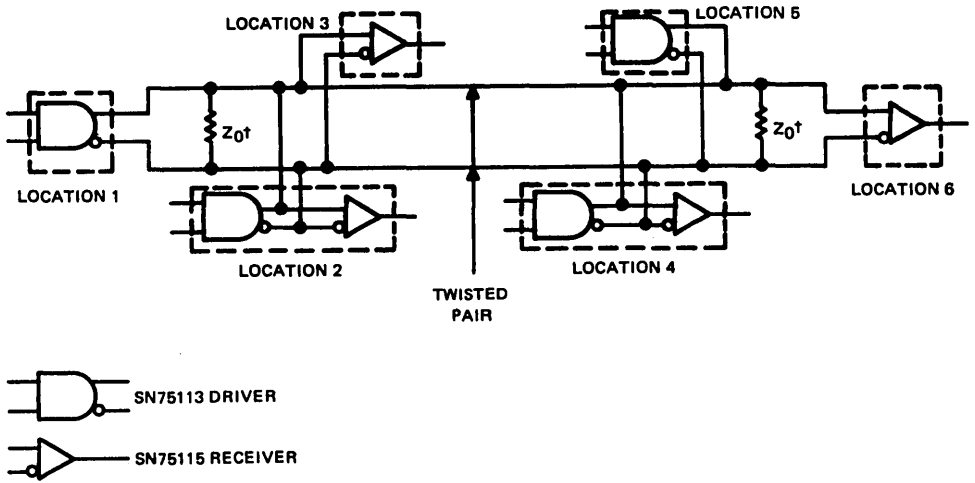 LOCATION 3
LOCATION 5
Z0†
Z0†
LOCATION 1
LOCATION 6
LOCATION 2
LOCATION 4
TWISTED
PAIR
SN75113 DRIVER
SN75115 RECEIVER